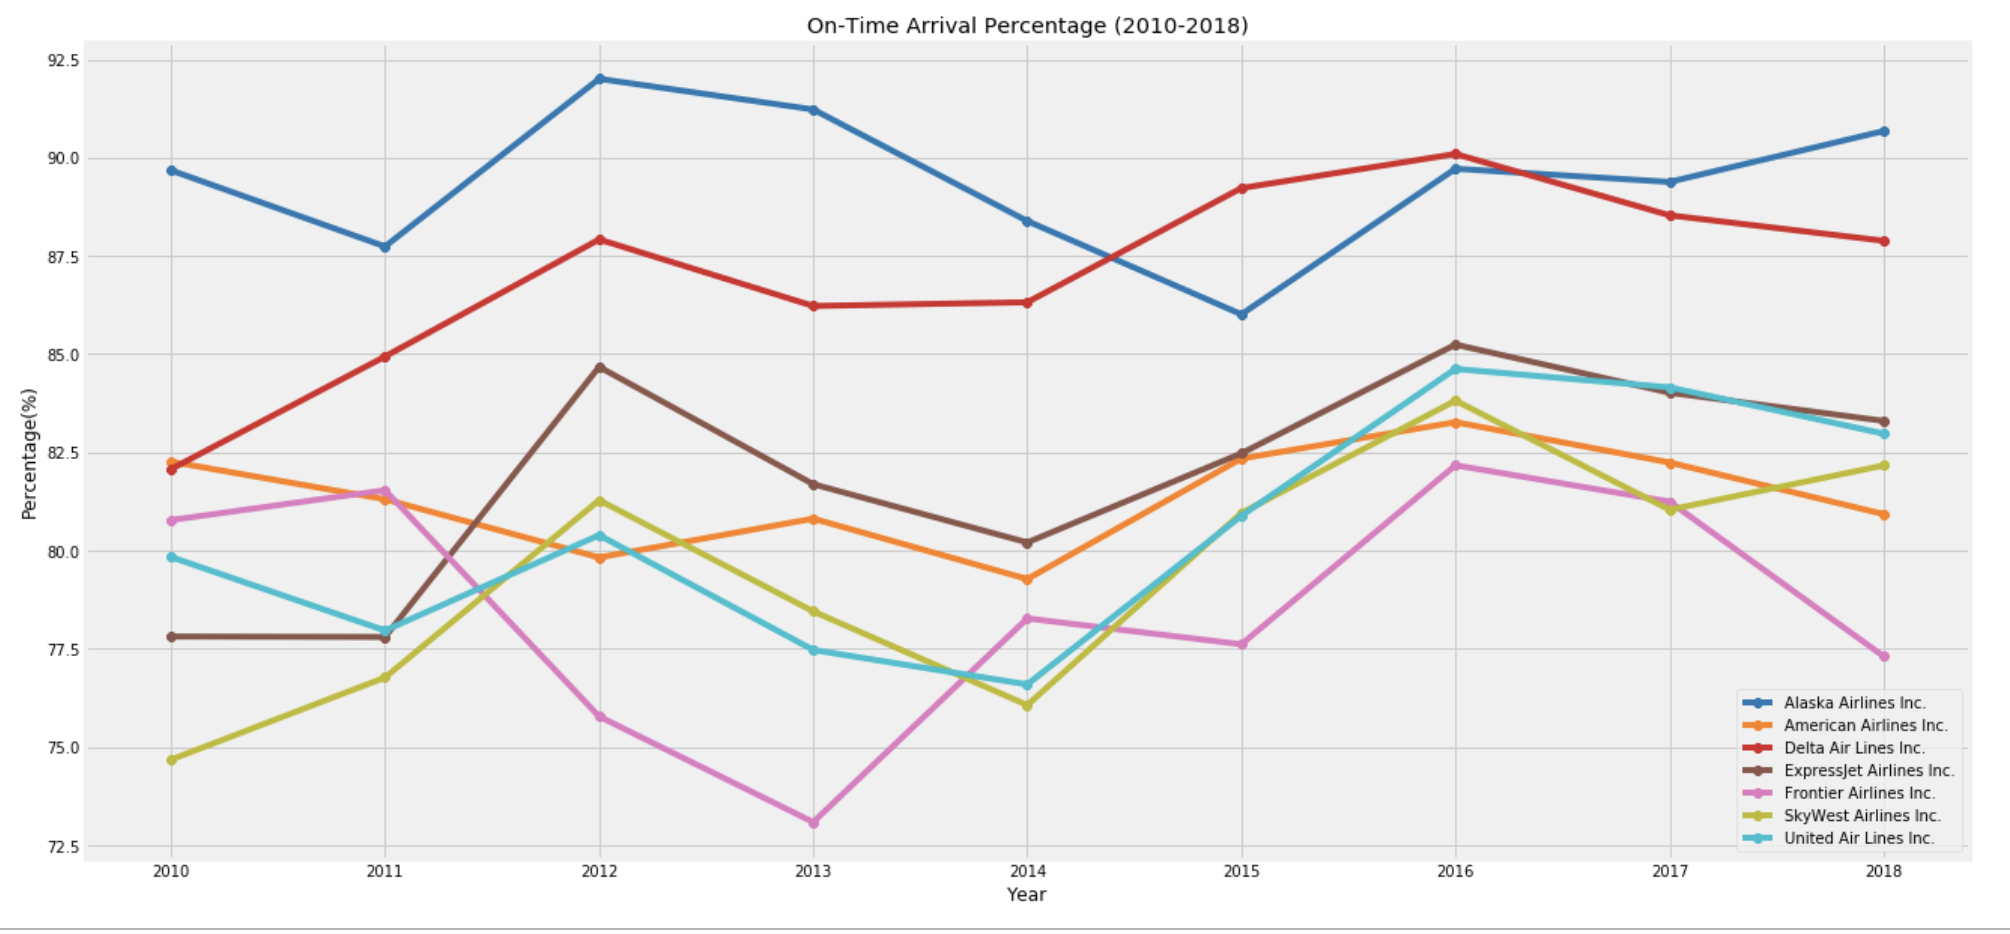 On-Time Arrival Percentage (2010-2018)
92.5
90.0
87.5
85.0
82.5
80.0
77.5
75.0
72.5
Percentage(%)
2010 2011 2012 2013 2014 2015 2016 2017 2018
Year
Alaska Airlines Inc.
American Airlines Inc.
Delta Air Lines Inc.
ExpressJet Airlines Inc.
Frontier Airlines Inc.
SkyWest Airlines Inc.
United Air Lines Inc.